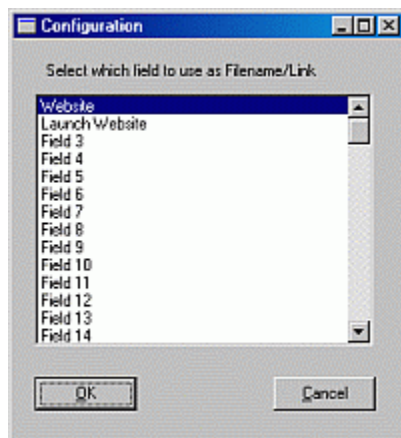 Configuration
Select which field to use as Filename/Link
Website
Launch Website
Field 3
Field 4
Field 5
Field 6
Field 7
Field 8
Field 9
Field 10
Field 11
Field 12
Field 13
Field 14
OK
Cancel